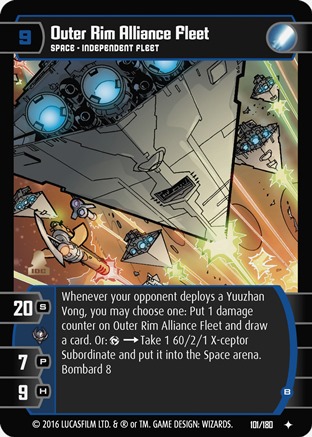 9 Outer Rim Alliance Fleet
SPACE - INDEPENDENT FLEET
20 S
7 P
9 H
Whenever your opponent deploys a Yuuzhan
Vong, you may choose one: Put 1 damage
counter on Outer Rim Alliance Fleet and draw
a card. Or: Take 1 60/2/1 X-ceptor
Subordinate and put it into the Space arena.
Bombard 8
B
© 2016 LUCASFILM LTD. & ® or TM. GAME DESIGN: WIZARDS. 101/180